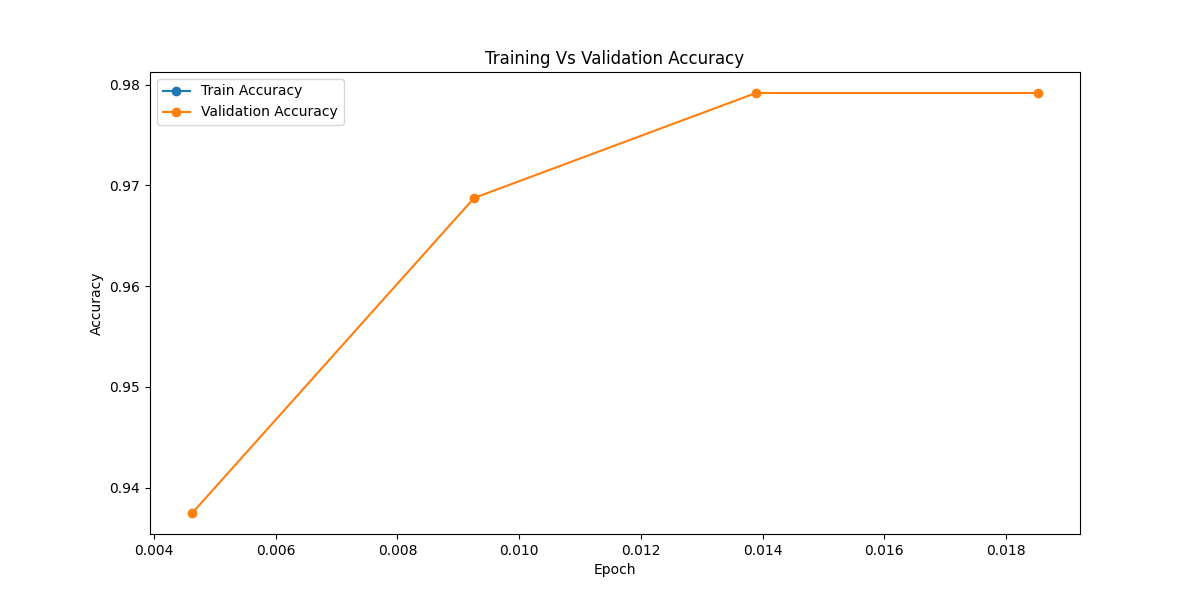 Training Vs Validation Accuracy
Train Accuracy
Validation Accuracy
0.98
0.97
0.96
0.95
0.94
Accuracy
0.004 0.006 0.008 0.010 0.012 0.014 0.016 0.018
Epoch